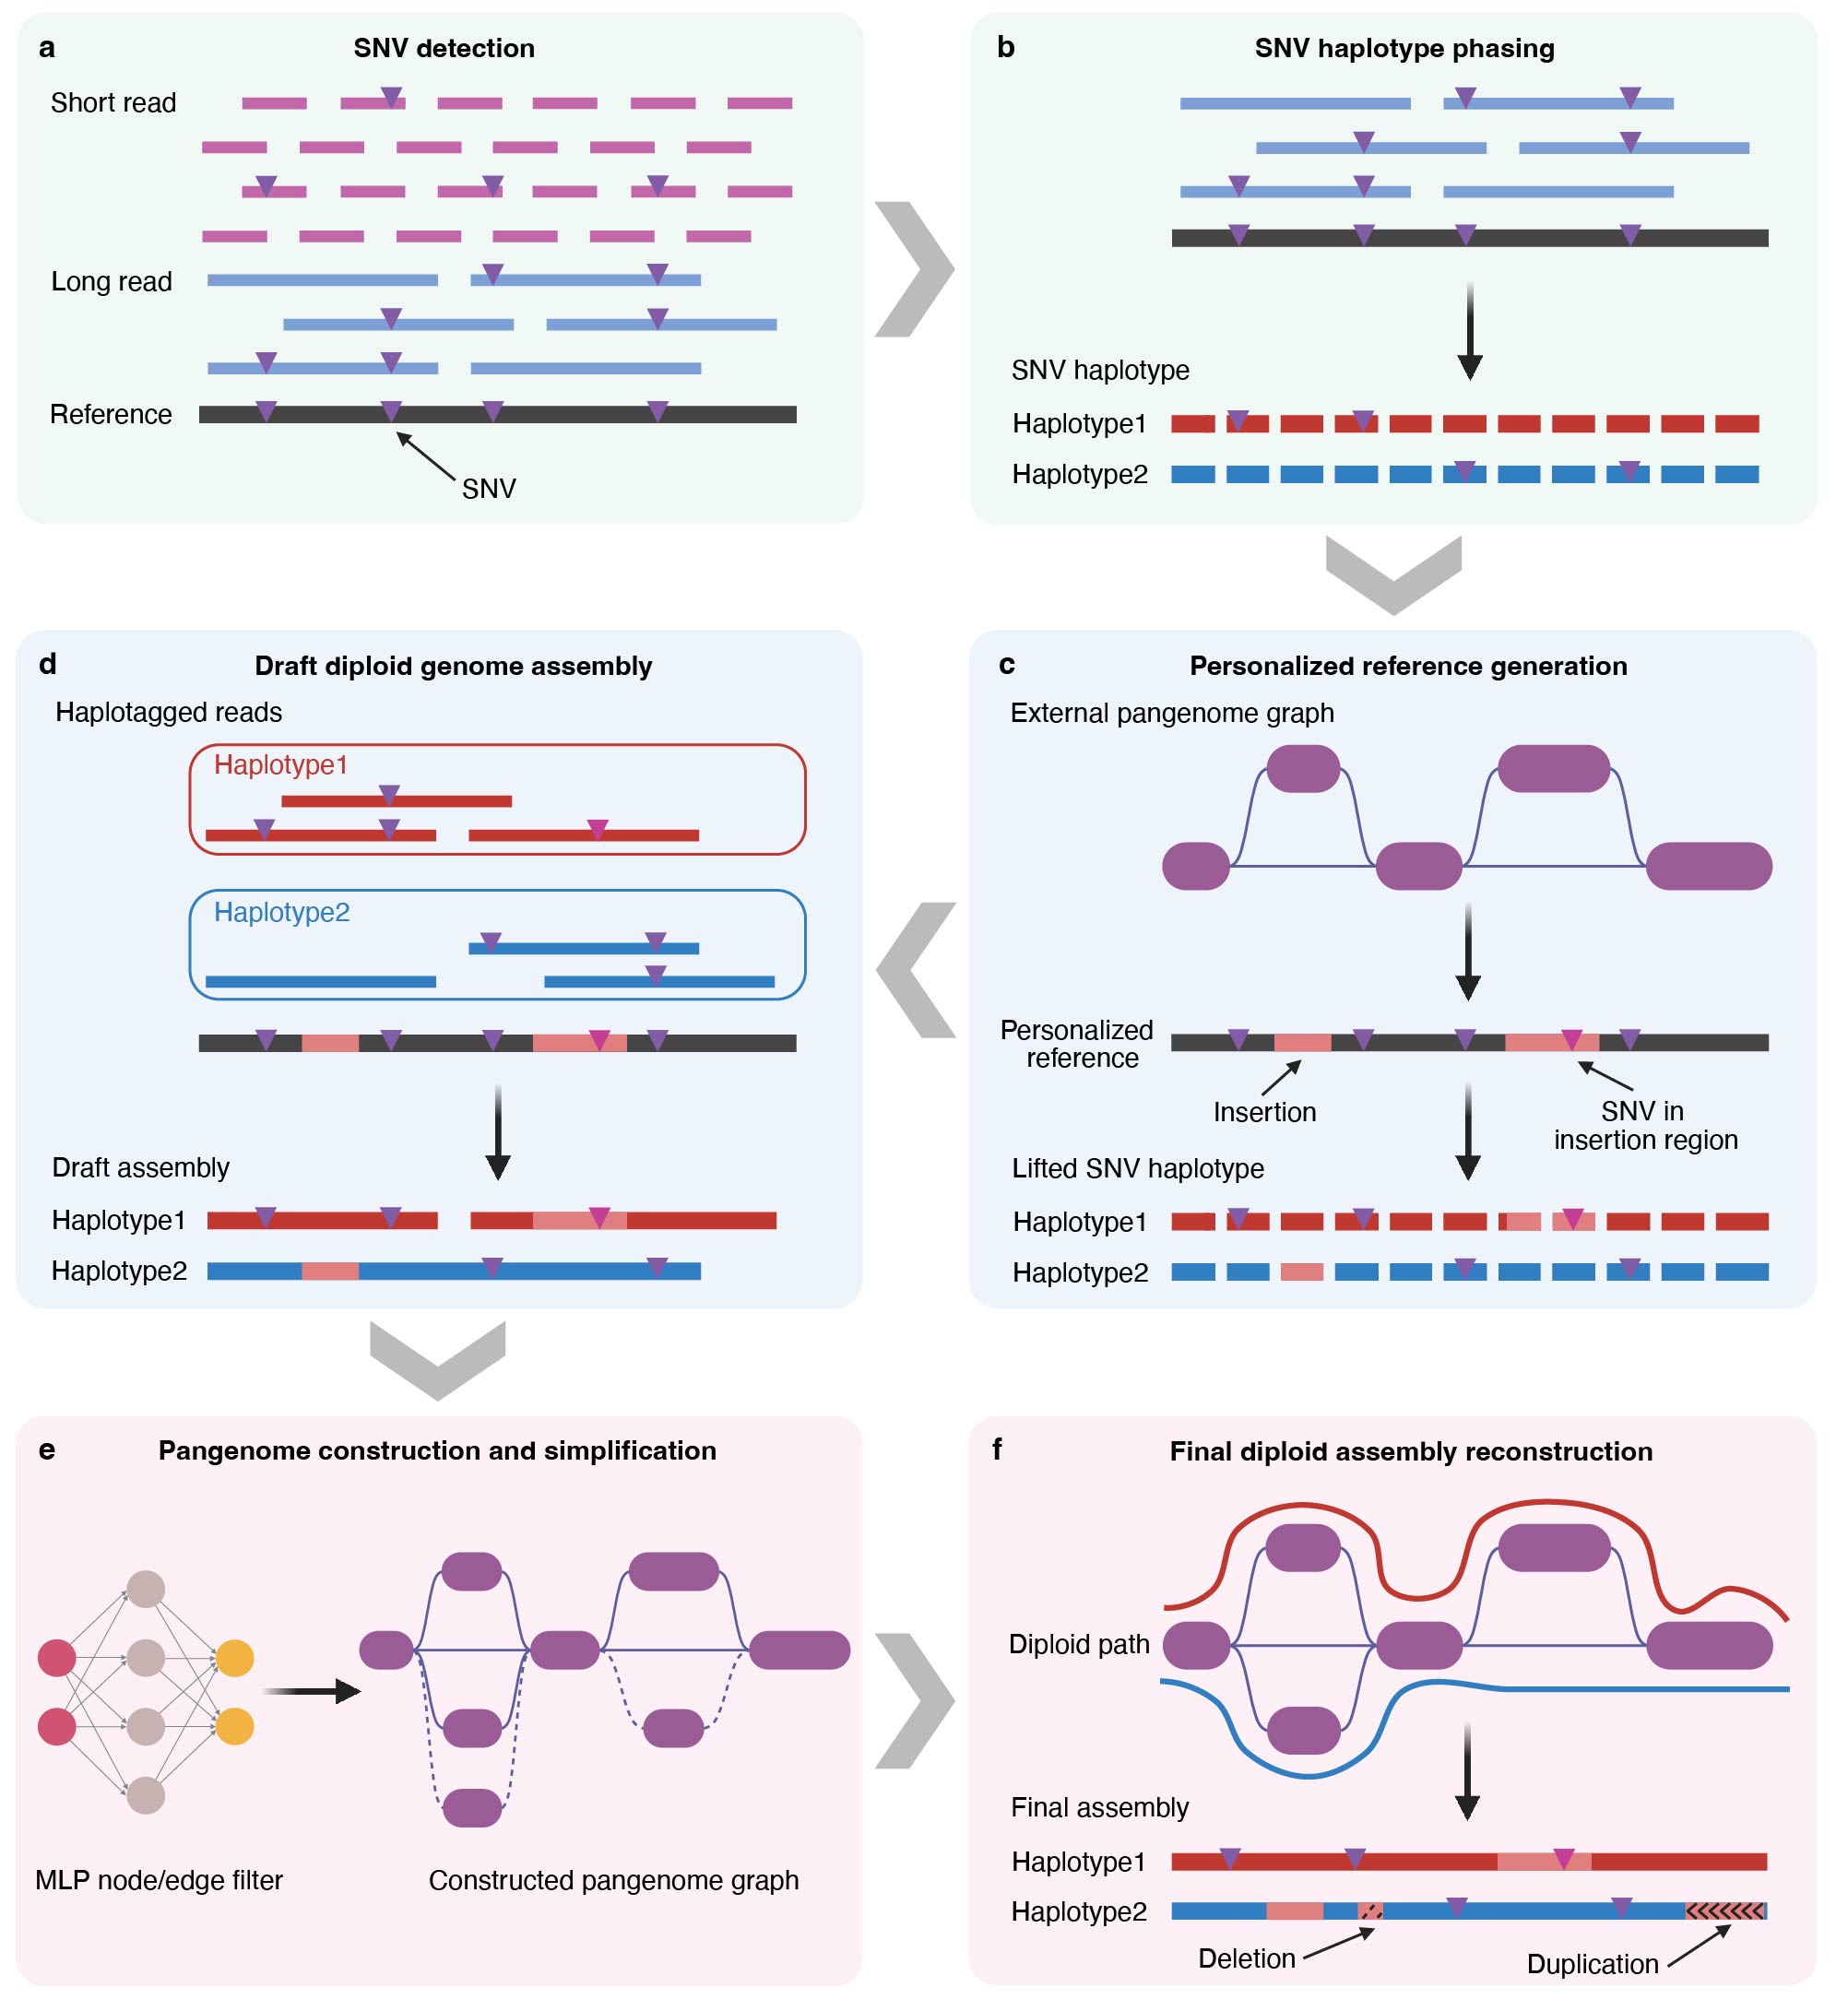 a
SNV detection
Short read
Long read
Reference
SNV
b
SNV haplotype phasing
SNV haplotype
Haplotype1
Haplotype2
c
Personalized reference generation
External pangenome graph
Personalized
reference
Insertion
SNV in
insertion region
Lifted SNV haplotype
Haplotype1
Haplotype2
d
Draft diploid genome assembly
Haplotagged reads
Haplotype1
Haplotype2
Draft assembly
Haplotype1
Haplotype2
e
Pangenome construction and simplification
MLP node/edge filter
Constructed pangenome graph
f
Final diploid assembly reconstruction
Diploid path
Final assembly
Haplotype1
Haplotype2
Deletion
Duplication